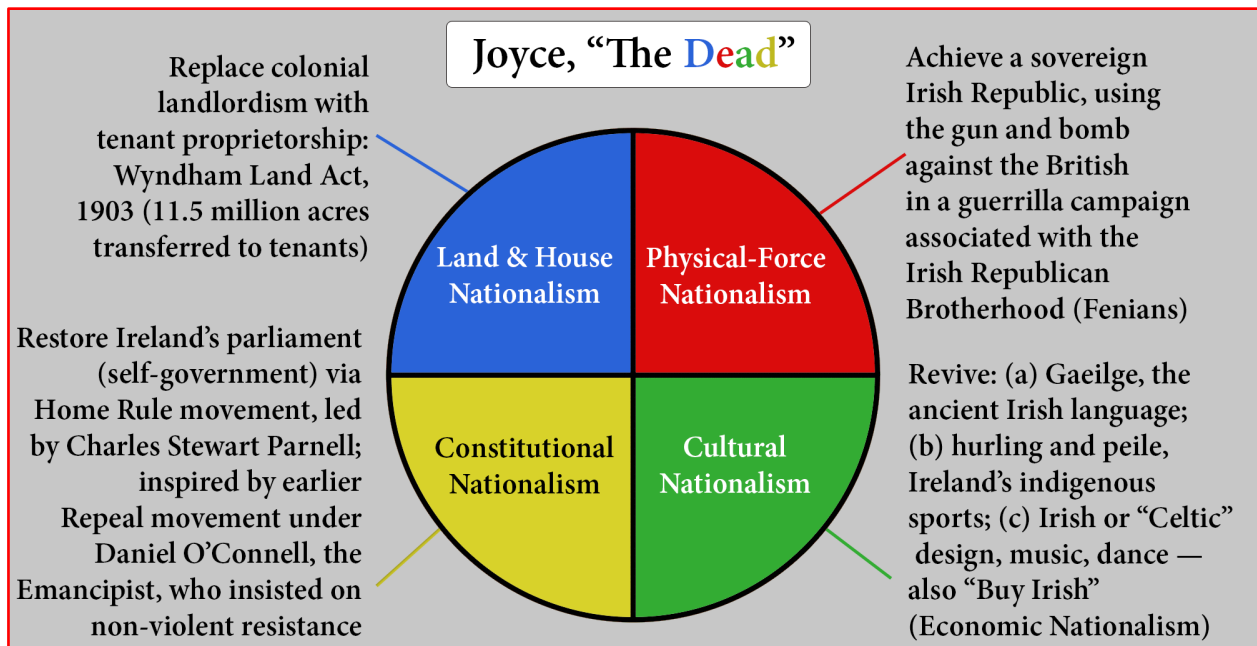 Joyce, “The Dead”
Replace colonial
landlordism with
tenant proprietorship:
Wyndham Land Act,
1903 (11.5 million acres
transferred to tenants)
Achieve a sovereign
Irish Republic, using
the gun and bomb
against the British
in a guerrilla campaign
associated with the
Irish Republican
Brotherhood (Fenians)
Land & House
Nationalism
Physical-Force
Nationalism
Constitutional
Nationalism
Cultural
Nationalism
Restore Ireland’s parliament
(self-government) via
Home Rule movement, led
by Charles Stewart Parnell;
inspired by earlier
Repeal movement under
Daniel O’Connell, the
Emancipist, who insisted on
non-violent resistance
Revive: (a) Gaeilge, the
ancient Irish language;
(b) hurling and peile,
Ireland’s indigenous
sports; (c) Irish or “Celtic”
design, music, dance —
also “Buy Irish”
(Economic Nationalism)